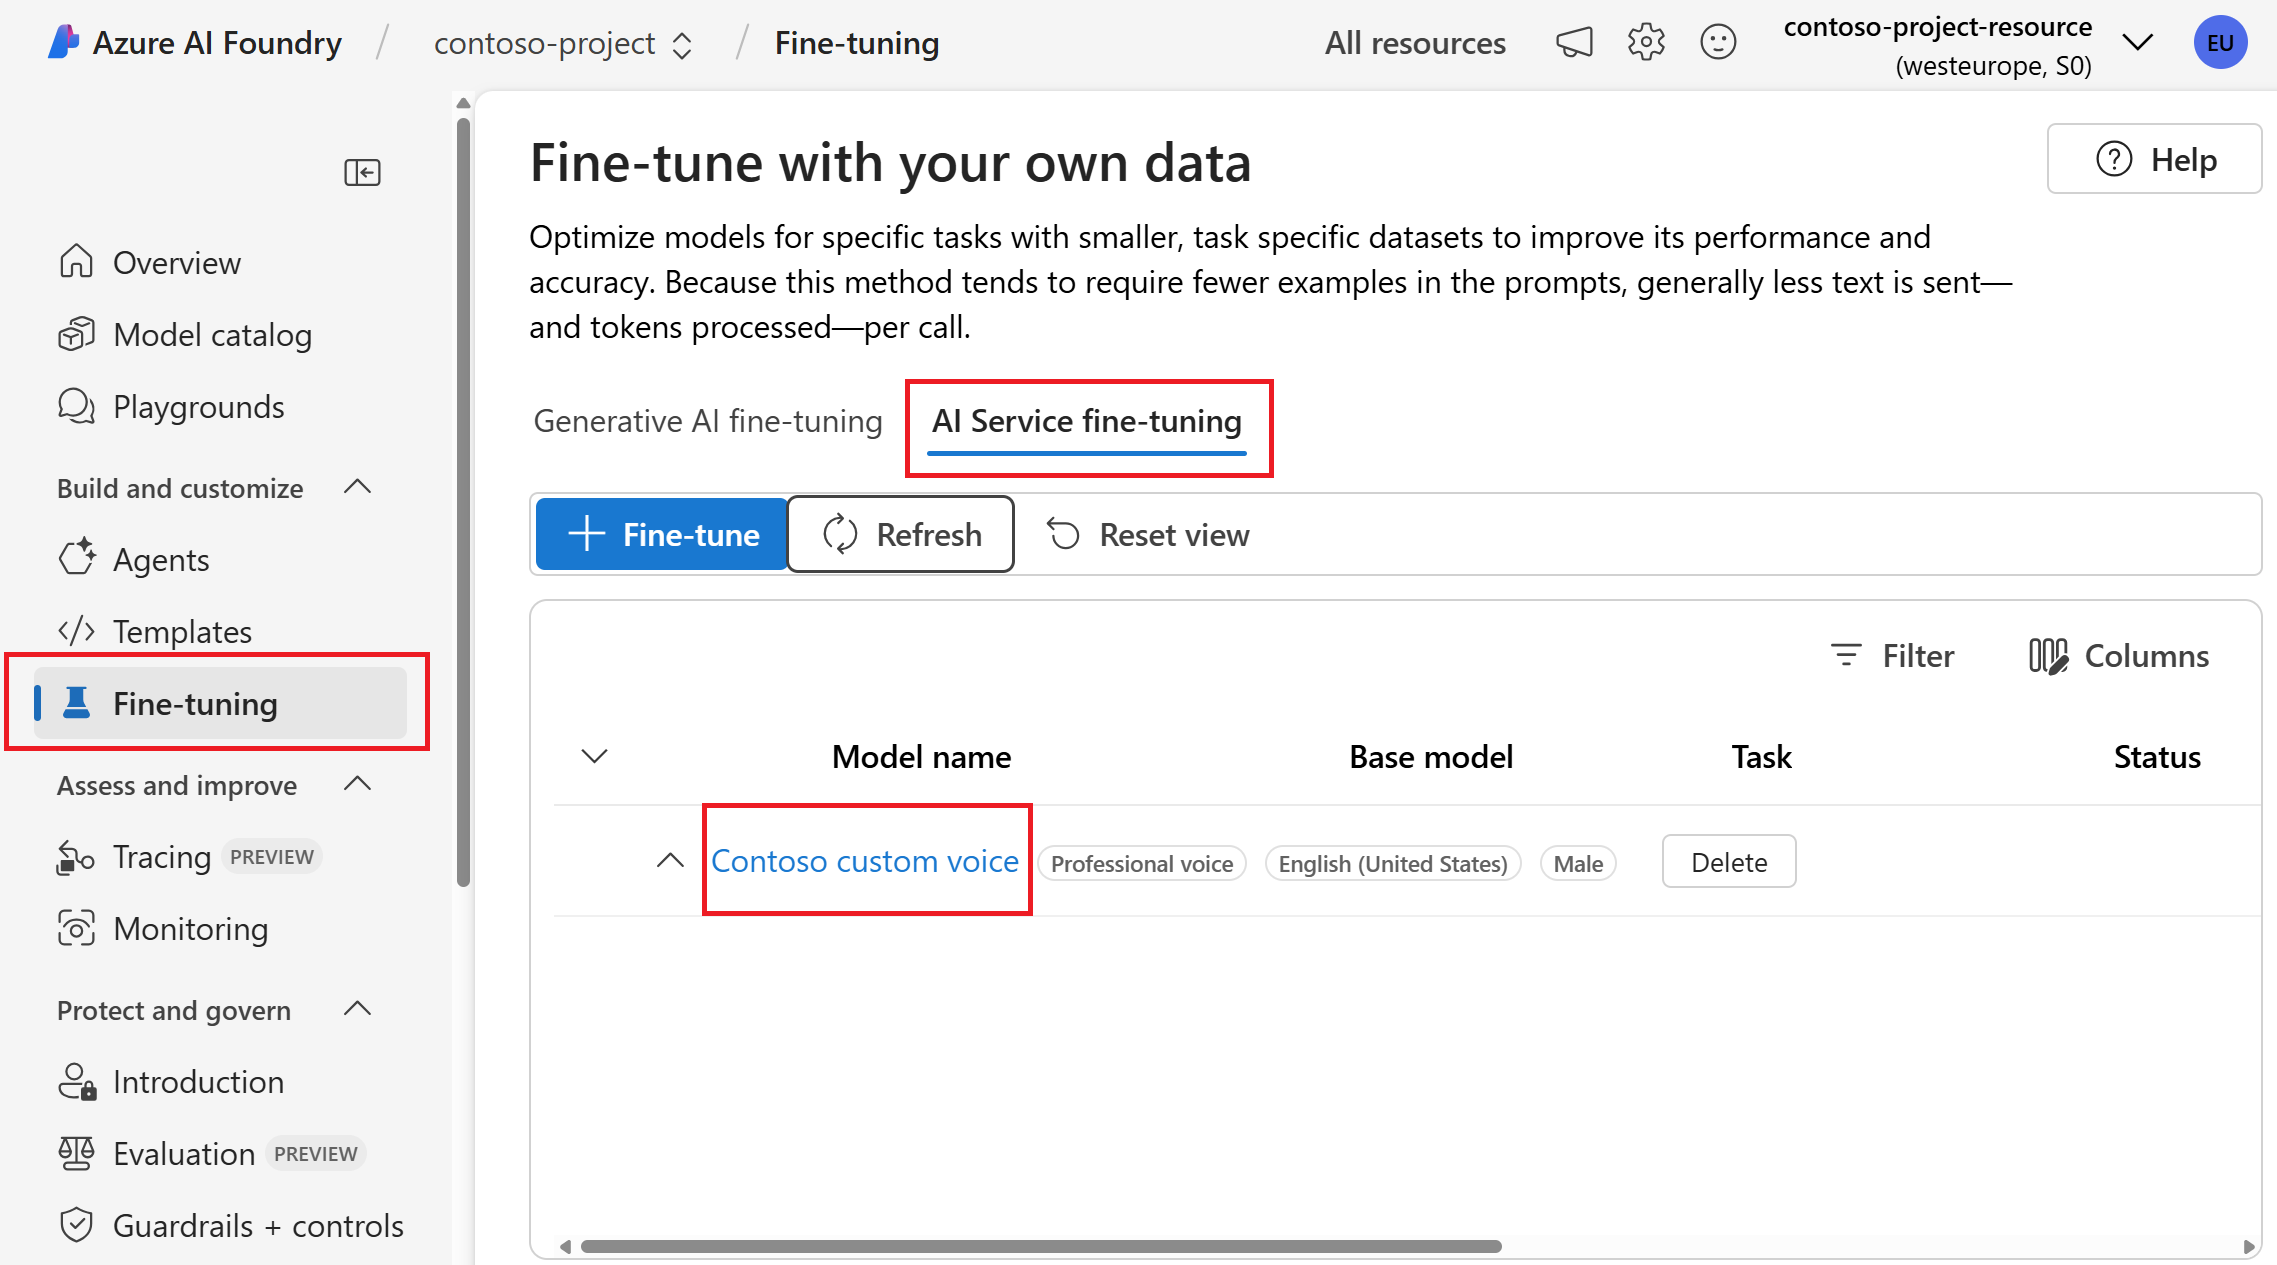 Azure AI Foundry / contoso-project / Fine-tuning
All resources
contoso-project-resource
(westeurope, S0)
EU
Overview
Model catalog
Playgrounds
Build and customize
Agents
Templates
Fine-tuning
Assess and improve
Tracing PREVIEW
Monitoring
Protect and govern
Introduction
Evaluation PREVIEW
Guardrails + controls
Fine-tune with your own data
Help
Optimize models for specific tasks with smaller, task specific datasets to improve its performance and
accuracy. Because this method tends to require fewer examples in the prompts, generally less text is sent—
and tokens processed—per call.
Generative AI fine-tuning AI Service fine-tuning
Fine-tune Refresh Reset view
Filter Columns
Model name Base model Task Status
Contoso custom voice Professional voice English (United States) Male Delete